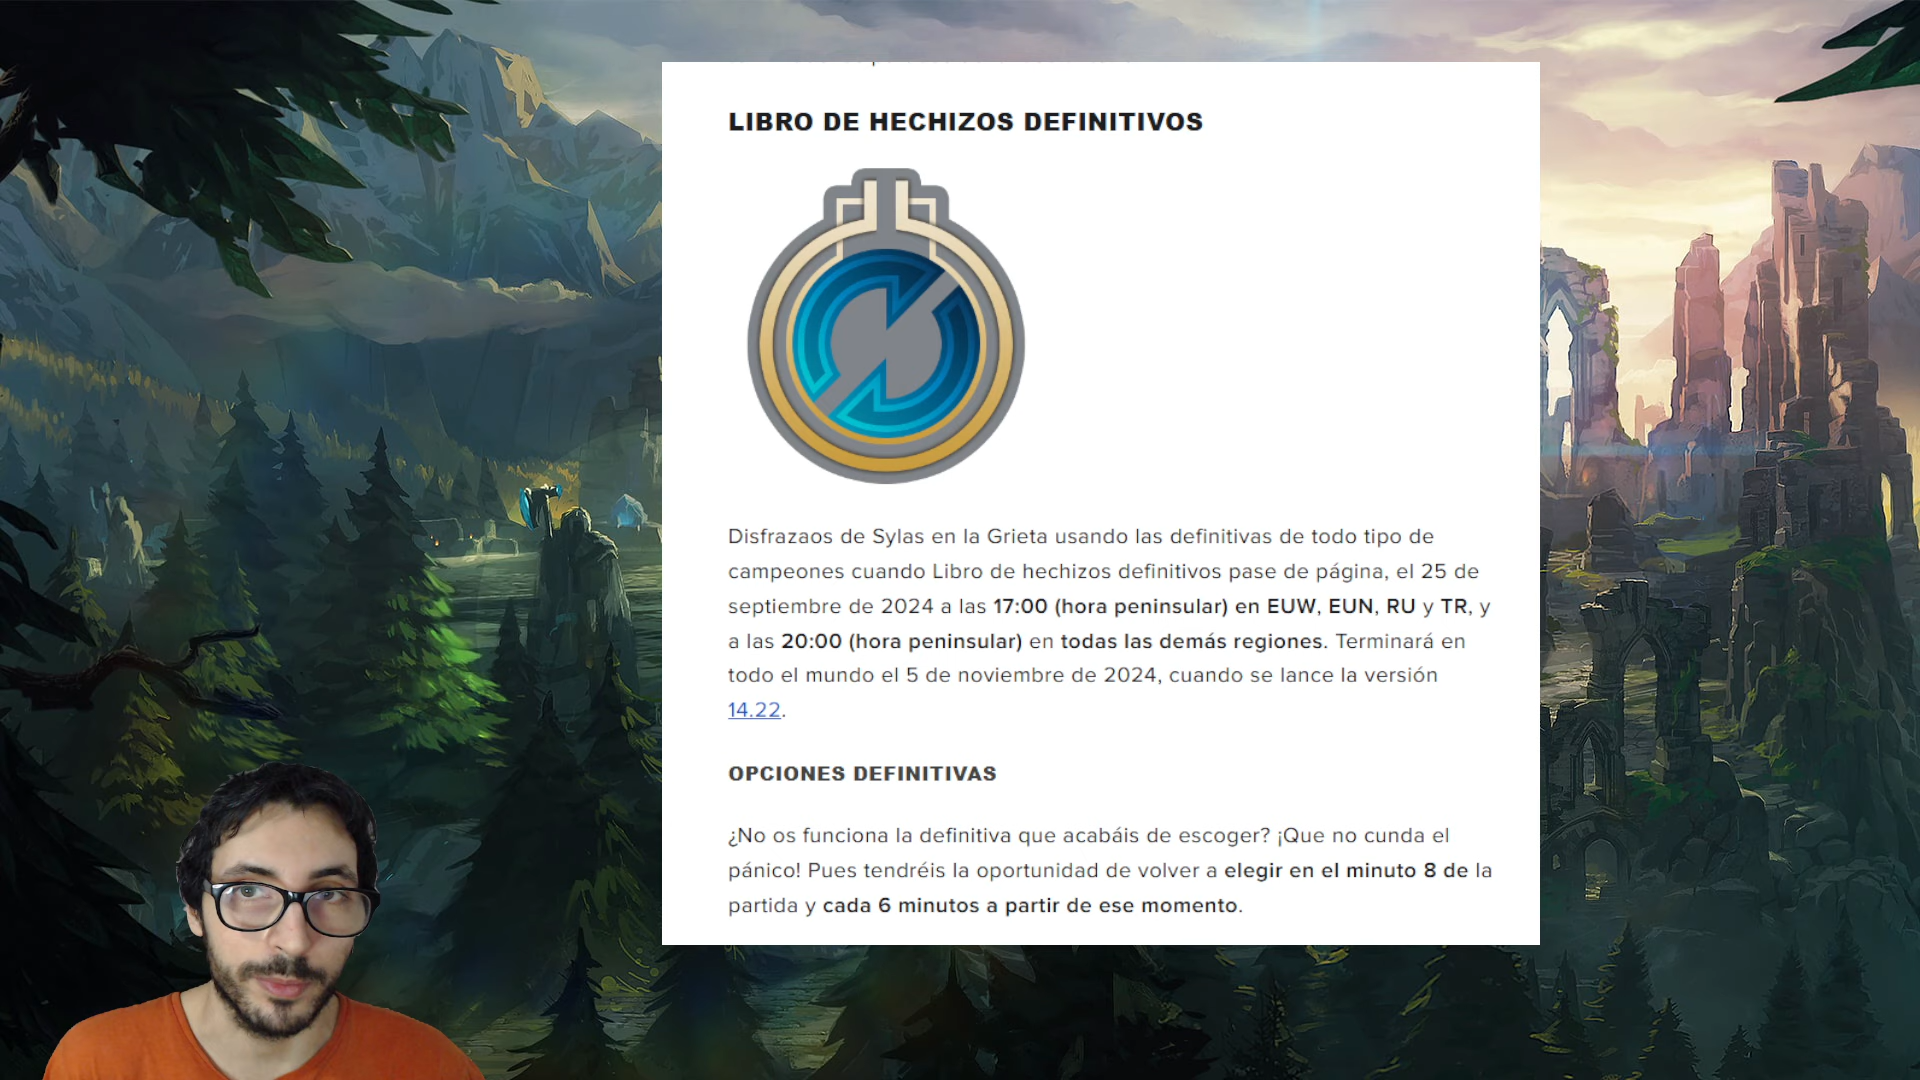 LIBRO DE HECHIZOS DEFINITIVOS
Disfrazaos de Sylas en la Grieta usando las definitivas de todo tipo de
campeones cuando Libro de hechizos definitivos pase de página, el 25 de
septiembre de 2024 a las 17:00 (hora peninsular) en EUW, EUN, RU y TR, y
a las 20:00 (hora peninsular) en todas las demás regiones. Terminará en
todo el mundo el 5 de noviembre de 2024, cuando se lance la versión
14.22.
OPCIONES DEFINITIVAS
¿No os funciona la definitiva que acabáis de escoger? ¡Que no cunda el
pánico! Pues tendréis la oportunidad de volver a elegir en el minuto 8 de la
partida y cada 6 minutos a partir de ese momento.